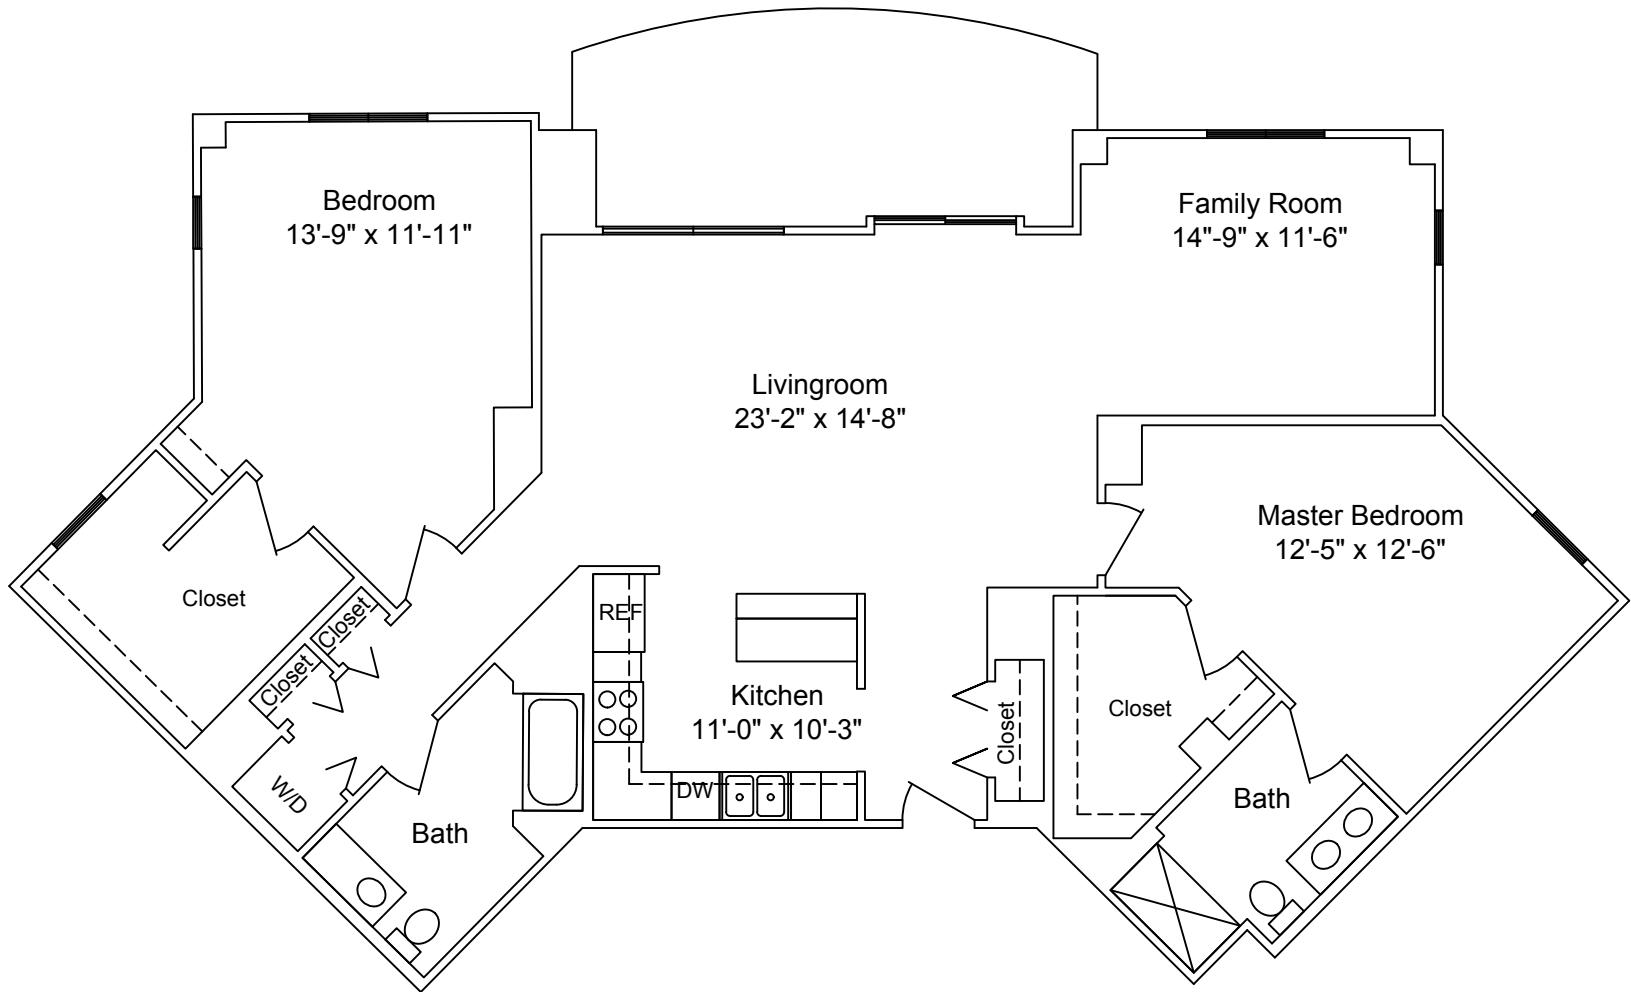 Bedroom
13'-9" x 11'-11"
Family Room
14"-9" x 11'-6"
Livingroom
23'-2" x 14'-8"
Master Bedroom
12'-5" x 12'-6"
Closet
Closet
Closet
REF
Kitchen
11'-0" x 10'-3"
Closet
Closet
W/D
DW
Bath
Bath